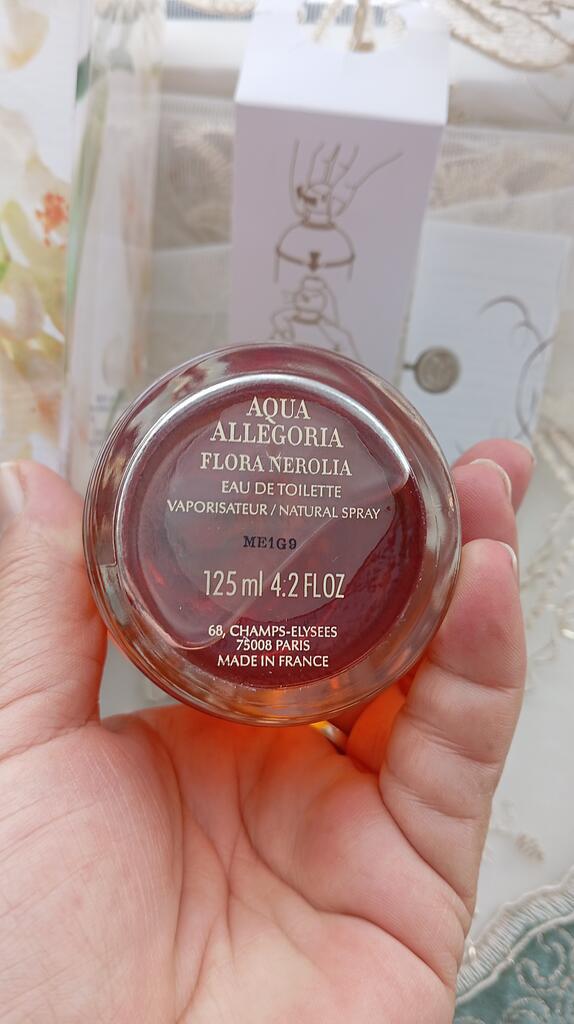 AQUA
ALLEGORIA
FLORA NEROLIA
EAU DE TOILETTE
VAPORISATEUR / NATURAL SPRAY
ME1G9
125 ml 4.2 FL OZ
68, CHAMPS-ELYSEES
75008 PARIS
MADE IN FRANCE